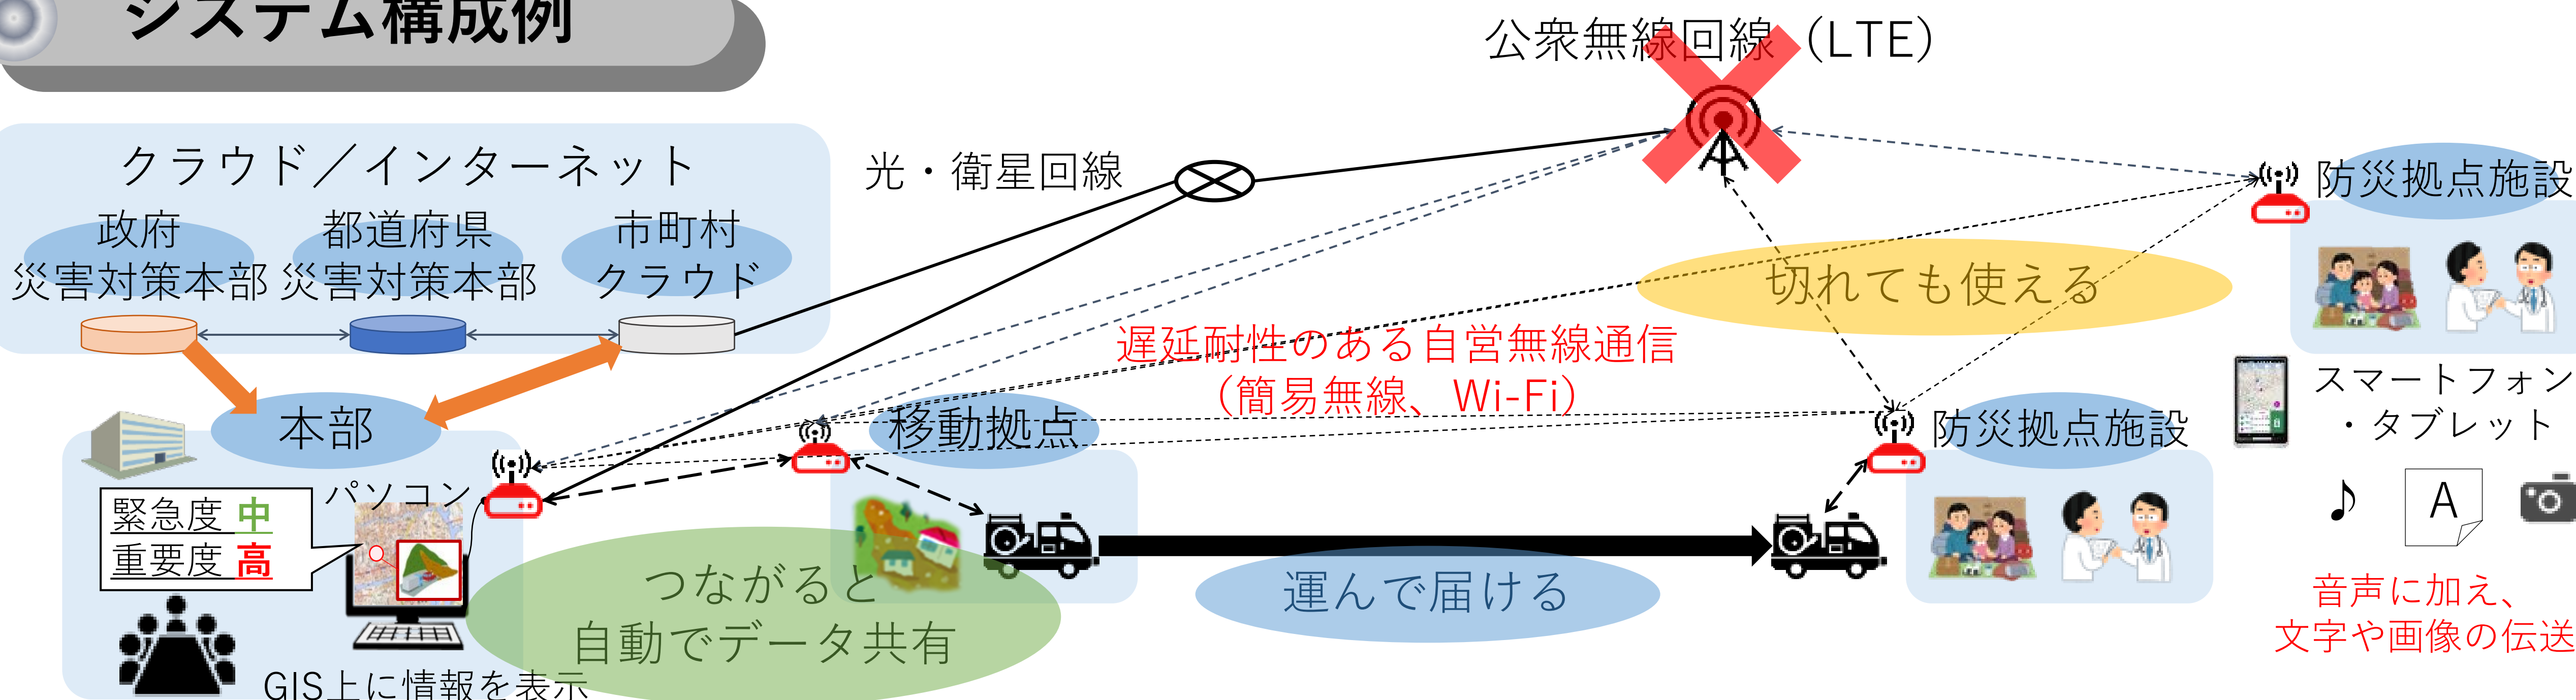 システム構成例
公衆無線回線（LTE）
クラウド／インターネット
光・衛星回線
政府
災害対策本部
都道府県
災害対策本部
市町村
クラウド
防災拠点施設
切れても使える
遅延耐性のある自営無線通信
（簡易無線、Wi-Fi）
スマートフォン
・タブレット
本部
移動拠点
防災拠点施設
パソコン
緊急度 中
重要度 高
♪
A
つながると
自動でデータ共有
運んで届ける
音声に加え、
文字や画像の伝送
GIS上に情報を表示